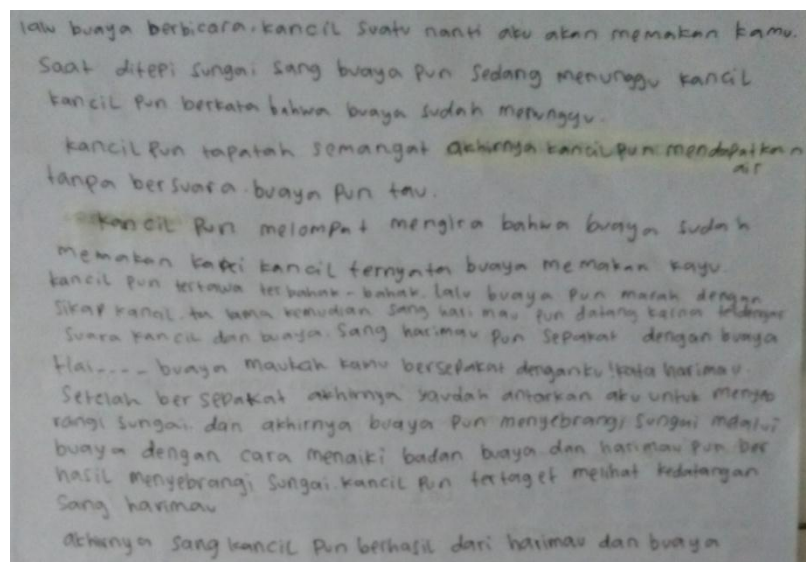 lalu buaya berbicara. kancil suatu nanti aku akan memakan kamu.
Saat ditepi sungai sang buaya pun sedang menunggu kancil
kancil pun berkata bahwa buaya sudah menunggu.
kancil pun tapatah semangat akhirnya kancil pun mendapatkan
air
tanpa bersuara. buaya pun tau.
kancil pun melompat mengira bahwa buaya sudah
memakan kancil ternyata buaya memakan kayu.
kancil pun tertawa terbahak-bahak. lalu buaya pun marah dengan
sikap kancil. lama kemudian sang harimau pun datang karna
suara kancil dan buaya. Sang harimau pun sepakat dengan buaya
Hai.... buaya maukah kamu bersepakat denganku! kata harimau.
Setelah bersepakat akhirnya antarkan aku untuk menyeb
rangi sungai. dan akhirnya buaya pun menyebrangi sungai melalui
buaya dengan cara menaiki badan buaya. dan harimau pun ber
hasil menyebrangi sungai. kancil pun tertaget melihat kedatangan
Sang harimau
akhirnya sang kancil pun berhasil dari harimau dan buaya